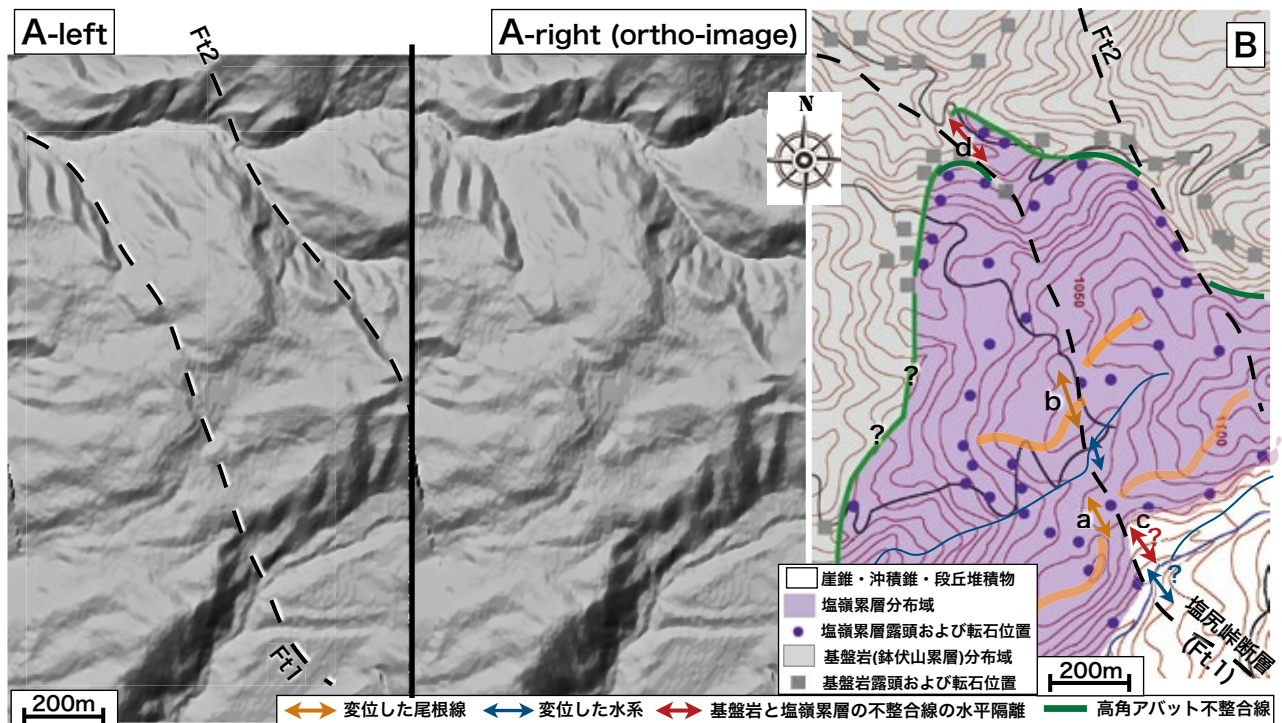 A-left
A-right (ortho-image)
B
Ft2
Ft2
N
d
1050
b
1100
a
c
?
?
?
?
塩尻峠断層
(Ft.1)
Ft1
崖錐・沖積錐・段丘堆積物
塩嶺累層分布域
塩嶺累層露頭および転石位置
基盤岩(鉢伏山累層)分布域
基盤岩露頭および転石位置
200m
200m
変位した尾根線
変位した水系
基盤岩と塩嶺累層の不整合線の水平隔離
高角アバット不整合線